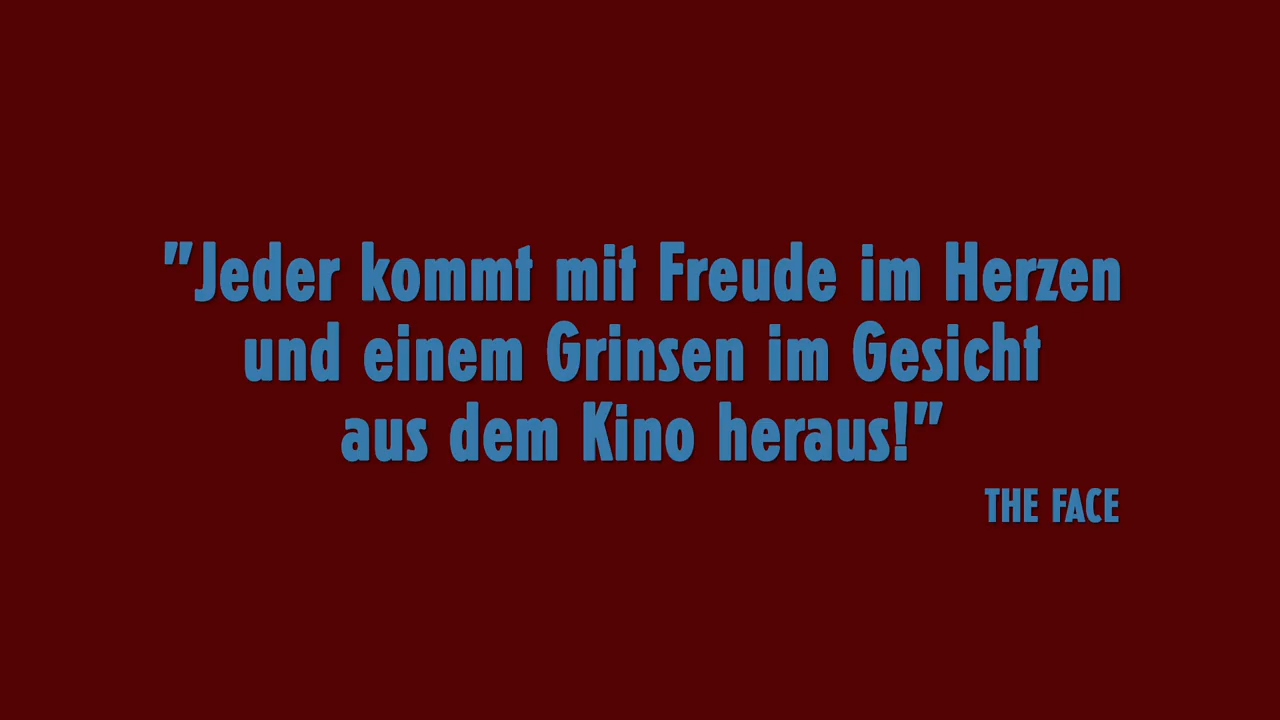 "Jeder kommt mit Freude im Herzen
und einem Grinsen im Gesicht
aus dem Kino heraus!"
THE FACE